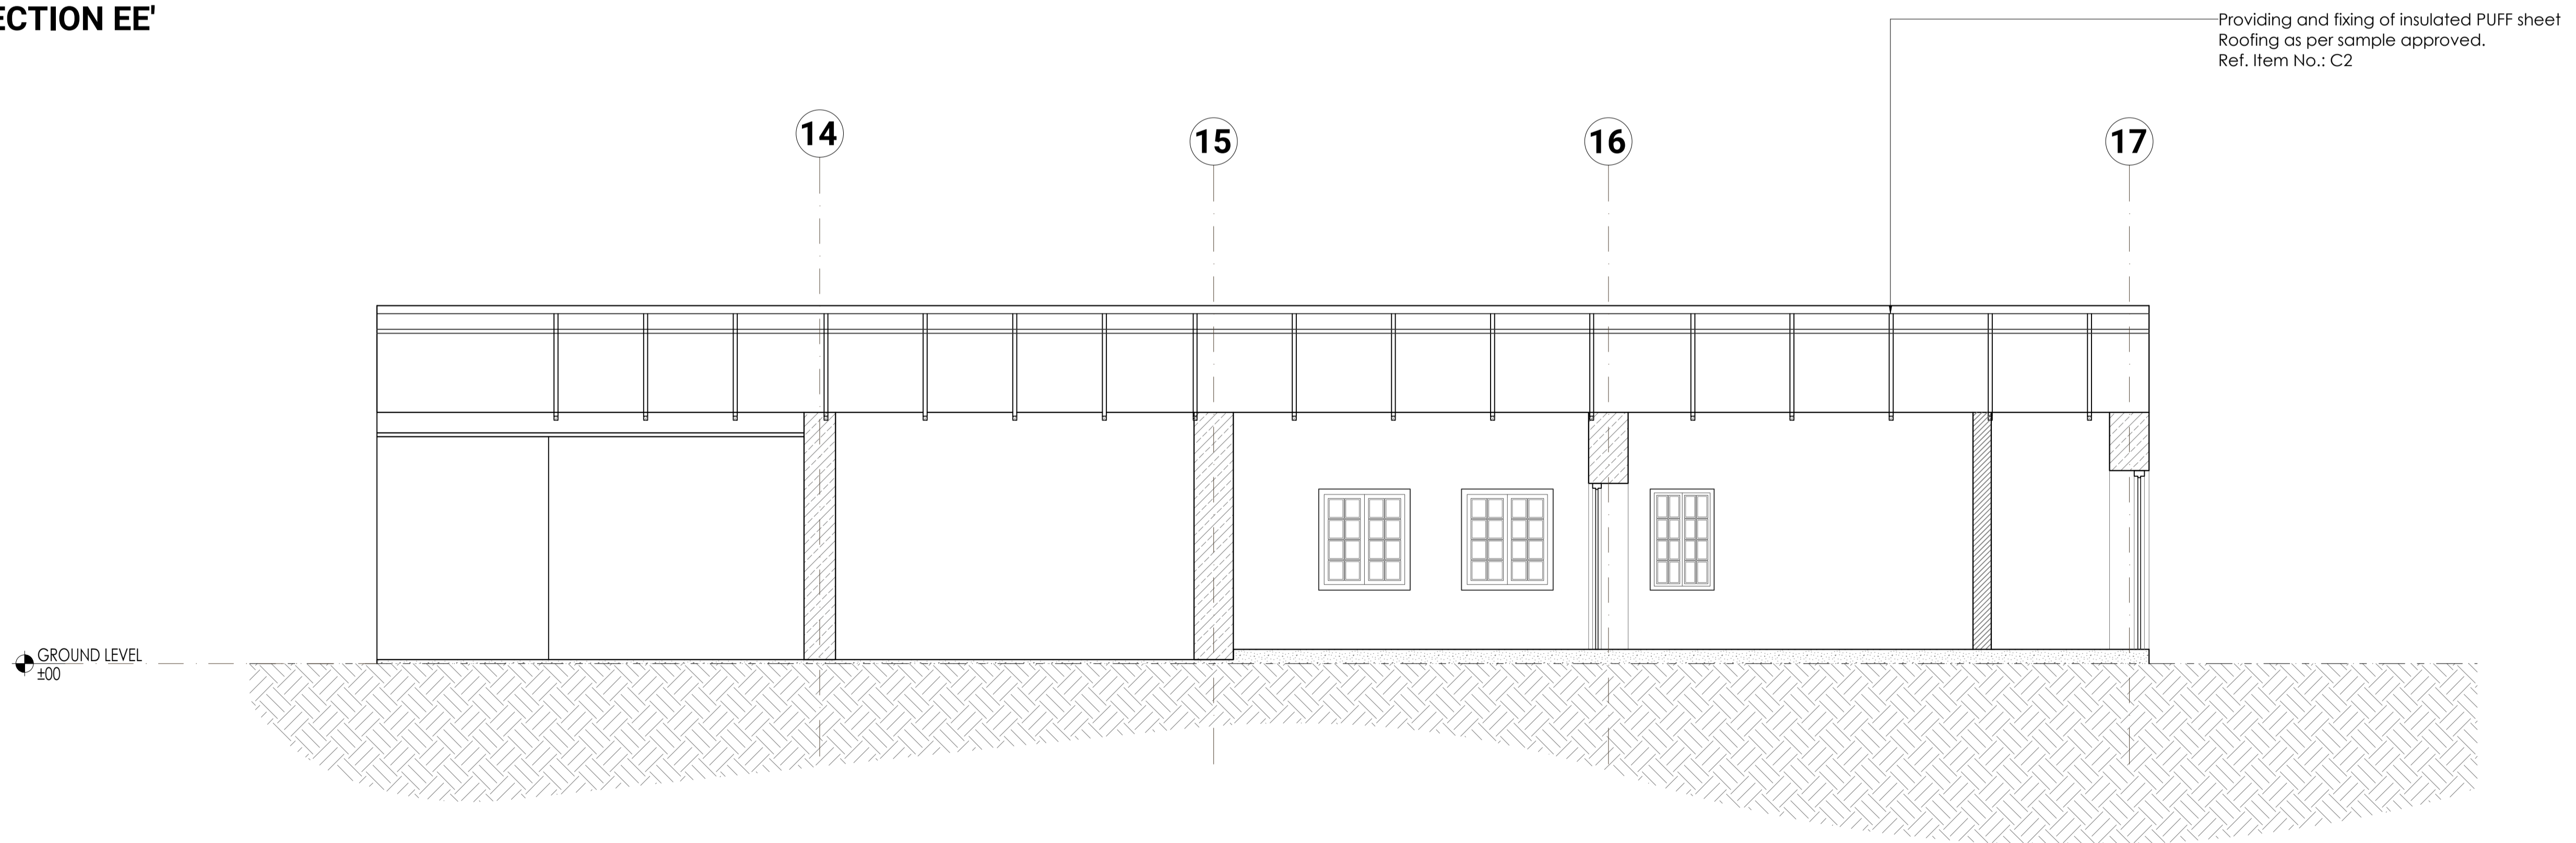 ECTION EE'
Providing and fixing of insulated PUFF sheet
Roofing as per sample approved.
Ref. Item No.: C2
14
15
16
17
GROUND LEVEL
±00